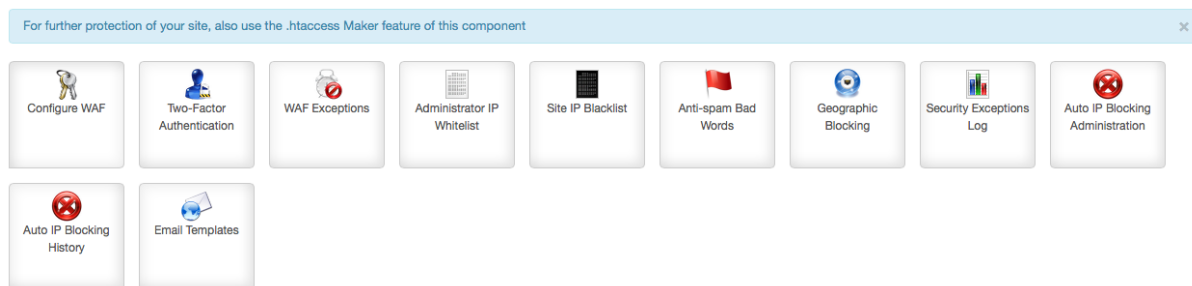 For further protection of your site, also use the .htaccess Maker feature of this component
×
Configure WAF
Two-Factor
Authentication
WAF Exceptions
Administrator IP
Whitelist
Site IP Blacklist
Anti-spam Bad
Words
Geographic
Blocking
Security Exceptions
Log
Auto IP Blocking
Administration
Auto IP Blocking
History
Email Templates